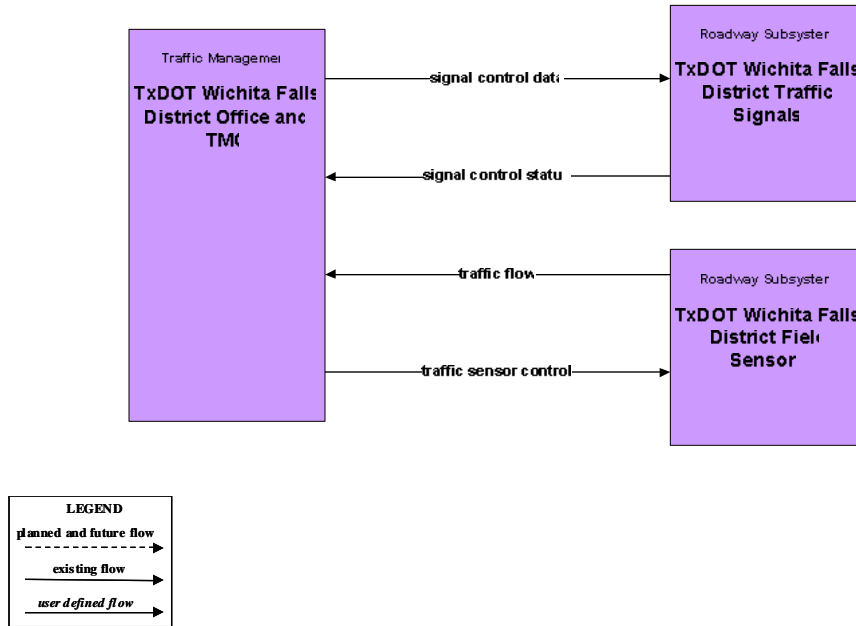 Traffic Managemer
TxDOT Wichita Falls
District Office and
TMC
signal control data
signal control statu
traffic flow
traffic sensor control
Roadway Subsyster
TxDOT Wichita Falls
District Traffic
Signals
Roadway Subsyster
TxDOT Wichita Falls
District Fiel
Sensor
LEGEND
planned and future flow
existing flow
user defined flow